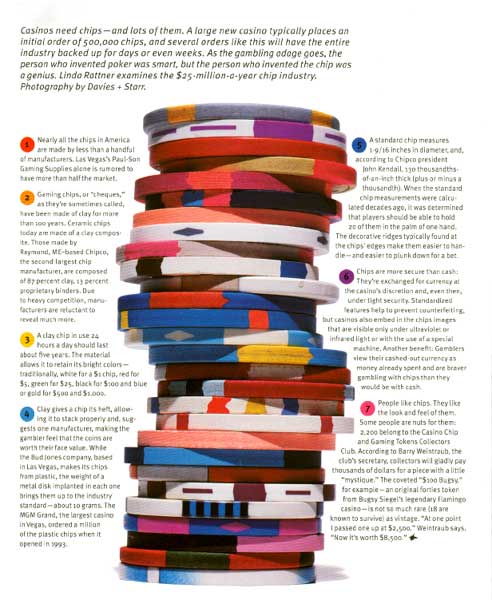 Casinos need chips—and lots of them. A large new casino typically places an
initial order of 500,000 chips, and several orders like this will have the entire
industry backed up for days or even weeks. As the gambling adage goes, the
person who invented poker was smart, but the person who invented the chip was
a genius. Linda Rattner examines the $25-million-a-year chip industry.
Photography by Davies + Starr.
1 Nearly all the chips in America
are made by less than a handful
of manufacturers. Las Vegas's Paul-Son
Gaming Supplies alone is rumored to
have more than half the market.
2 Gaming chips, or "cheques,"
as they're sometimes called,
have been made of clay for more
than 100 years. Ceramic chips
today are made of a clay compos-
ite. Those made by
Raymond, ME-based Chipco,
the second largest chip
manufacturer, are composed
of 87 percent clay, 13 percent
proprietary binders. Due
to heavy competition, manu-
facturers are reluctant to
reveal much more.
3 A clay chip in use 24
hours a day should last
about five years. The material
allows it to retain its bright colors—
traditionally, white for a $1 chip, red for
$5, green for $25, black for $100 and blue
or gold for $500 and $1,000.
4 Clay gives a chip its heft, allow-
ing it to stack properly and, sug-
gests one manufacturer, making the
gambler feel that the coins are
worth their face value. While
the Bud Jones company, based
in Las Vegas, makes its chips
from plastic, the weight of a
metal disk implanted in each one
brings them up to the industry
standard—about 10 grams. The
MGM Grand, the largest casino
in Vegas, ordered a million
of the plastic chips when it
opened in 1993.
5 A standard chip measures
1-9/16 inches in diameter, and,
according to Chipco president
John Kendall, 130 thousandths-
of-an-inch thick (plus or minus a
thousandth). When the standard
chip measurements were calcu-
lated decades ago, it was determined
that players should be able to hold
20 of them in the palm of one hand.
The decorative ridges typically found at
the chips' edges make them easier to han-
dle—and easier to plunk down for a bet.
6 Chips are more secure than cash:
They're exchanged for currency at
the casino's discretion and, even then,
under tight security. Standardized
features help to prevent counterfeiting,
but casinos also embed in the chips images
that are visible only under ultraviolet or
infrared light or with the use of a special
machine. Another benefit: Gamblers
view their cashed-out currency as
money already spent and are braver
gambling with chips than they
would be with cash.
7 People like chips. They like
the look and feel of them.
Some people are nuts for them:
2,200 belong to the Casino Chip
and Gaming Tokens Collectors
Club. According to Barry Weintraub, the
club's secretary, collectors will gladly pay
thousands of dollars for a piece with a little
"mystique." The coveted "$100 Bugsy,"
for example—an original forties token
from Bugsy Siegel's legendary Flamingo
casino—is not so much rare (18 are
known to survive) as vintage. "At one point
I passed one up at $2,500," Weintraub says.
"Now it's worth $8,500."